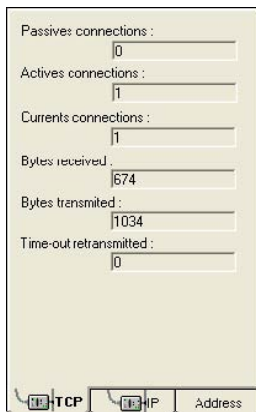 Passives connections :
0
Actives connections :
1
Currents connections :
1
Bytes received :
674
Bytes transmited :
1034
Time-out retransmitted :
0
TCP IP Address